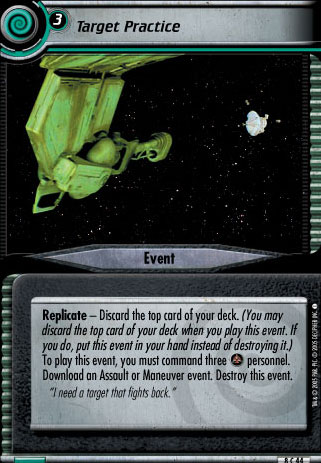 3 Target Practice
Event
Replicate – Discard the top card of your deck. (You may
discard the top card of your deck when you play this event. If
you do, put this event in your hand instead of destroying it.)
To play this event, you must command three personnel.
Download an Assault or Maneuver event. Destroy this event.
"I need a target that fights back."
8 C 44